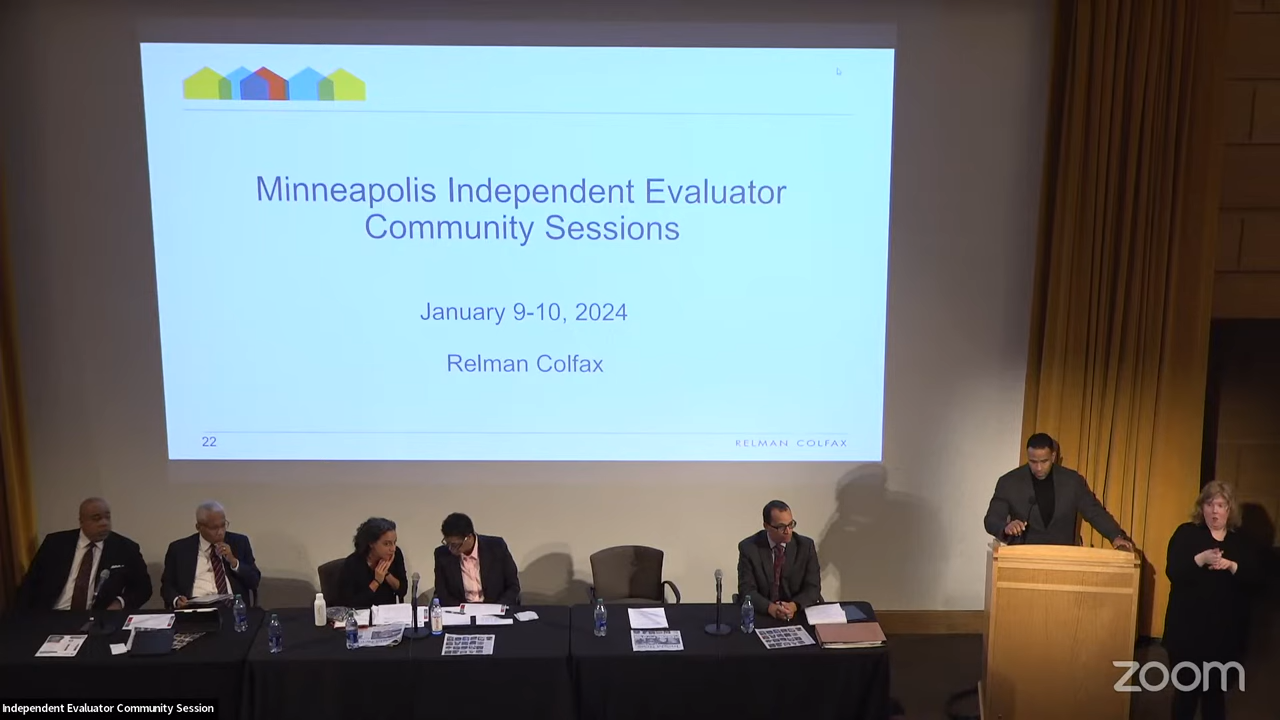 Minneapolis Independent Evaluator
Community Sessions
January 9-10, 2024
Relman Colfax
22
RELMAN COLFAX
zoom
Independent Evaluator Community Session